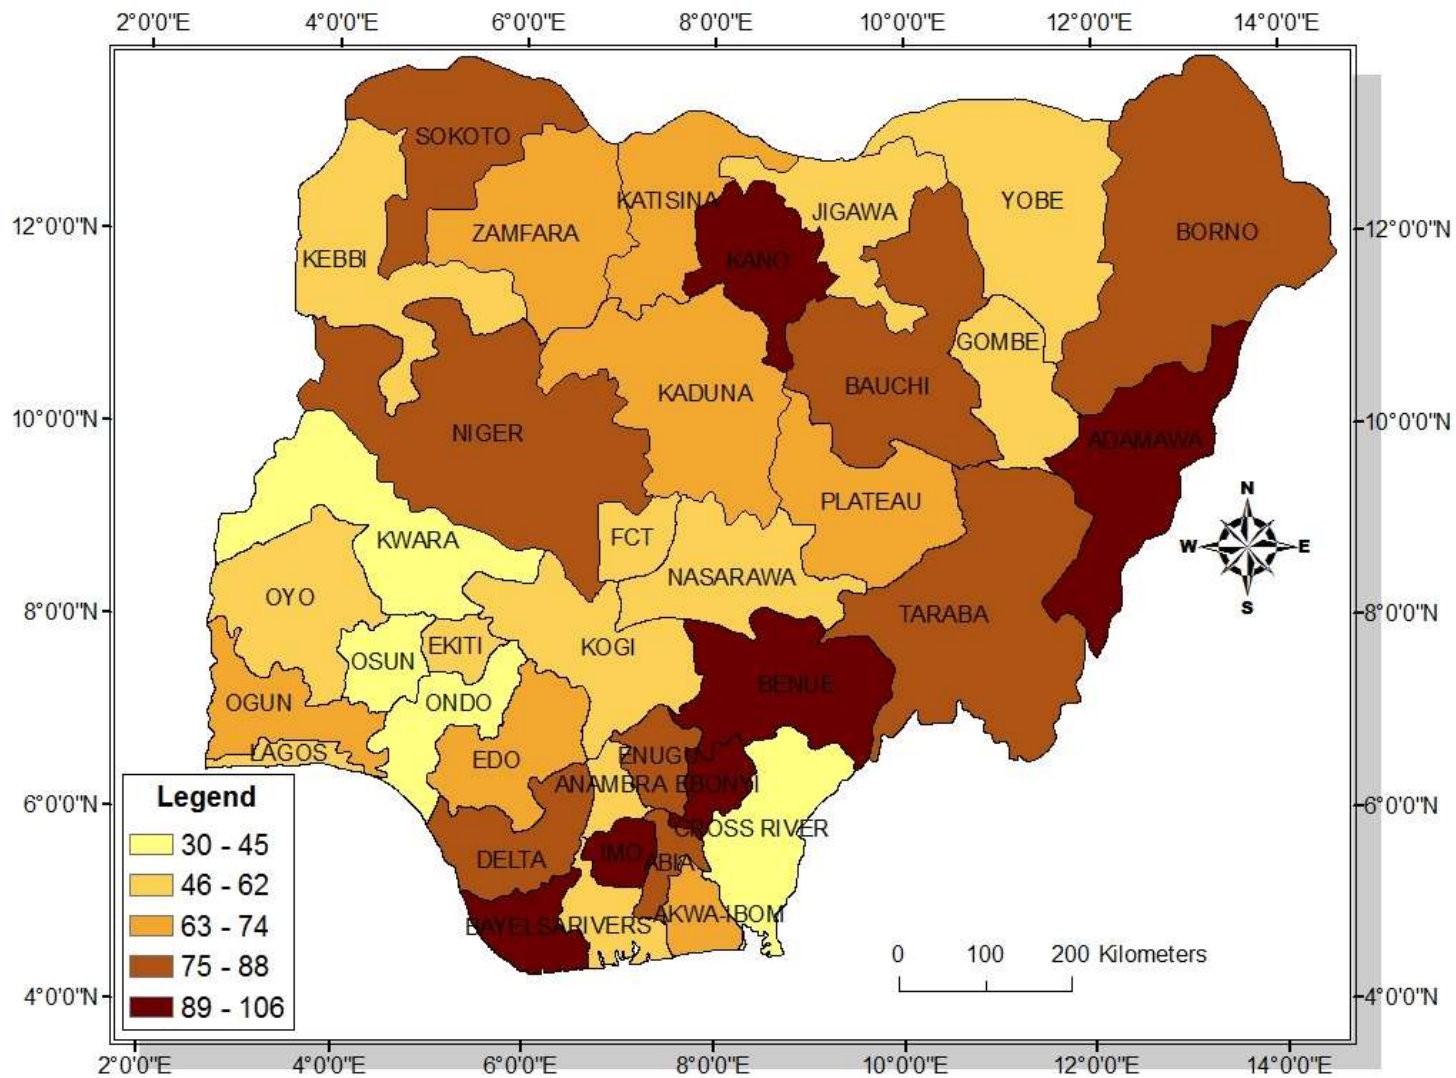 2°0'0"E 4°0'0"E 6°0'0"E 8°0'0"E 10°0'0"E 12°0'0"E 14°0'0"E
SOKOTO
KATISINA
YOBE
JIGAWA
12°0'0"N
ZAMFARA
BORNO
12°0'0"N
KEBBI
KANO
GOMBE
KADUNA
BAUCHI
10°0'0"N
NIGER
ADAMAWA
10°0'0"N
PLATEAU
N
KWARA
FCT
W E
NASARAWA
S
OYO
8°0'0"N
TARABA
8°0'0"N
EKITI
KOGI
OSUN
BENUE
OGUN
ONDO
LAGOS
EDO
ENUGU
ANAMBRA EBONYI
6°0'0"N
6°0'0"N
Legend
CROSS RIVER
30 - 45
DELTA
IMO
ABIA
46 - 62
63 - 74
BAYELSA RIVERS
AKWA-IBOM
75 - 88
0 100 200 Kilometers
89 - 106
4°0'0"N
4°0'0"N
2°0'0"E 4°0'0"E 6°0'0"E 8°0'0"E 10°0'0"E 12°0'0"E 14°0'0"E